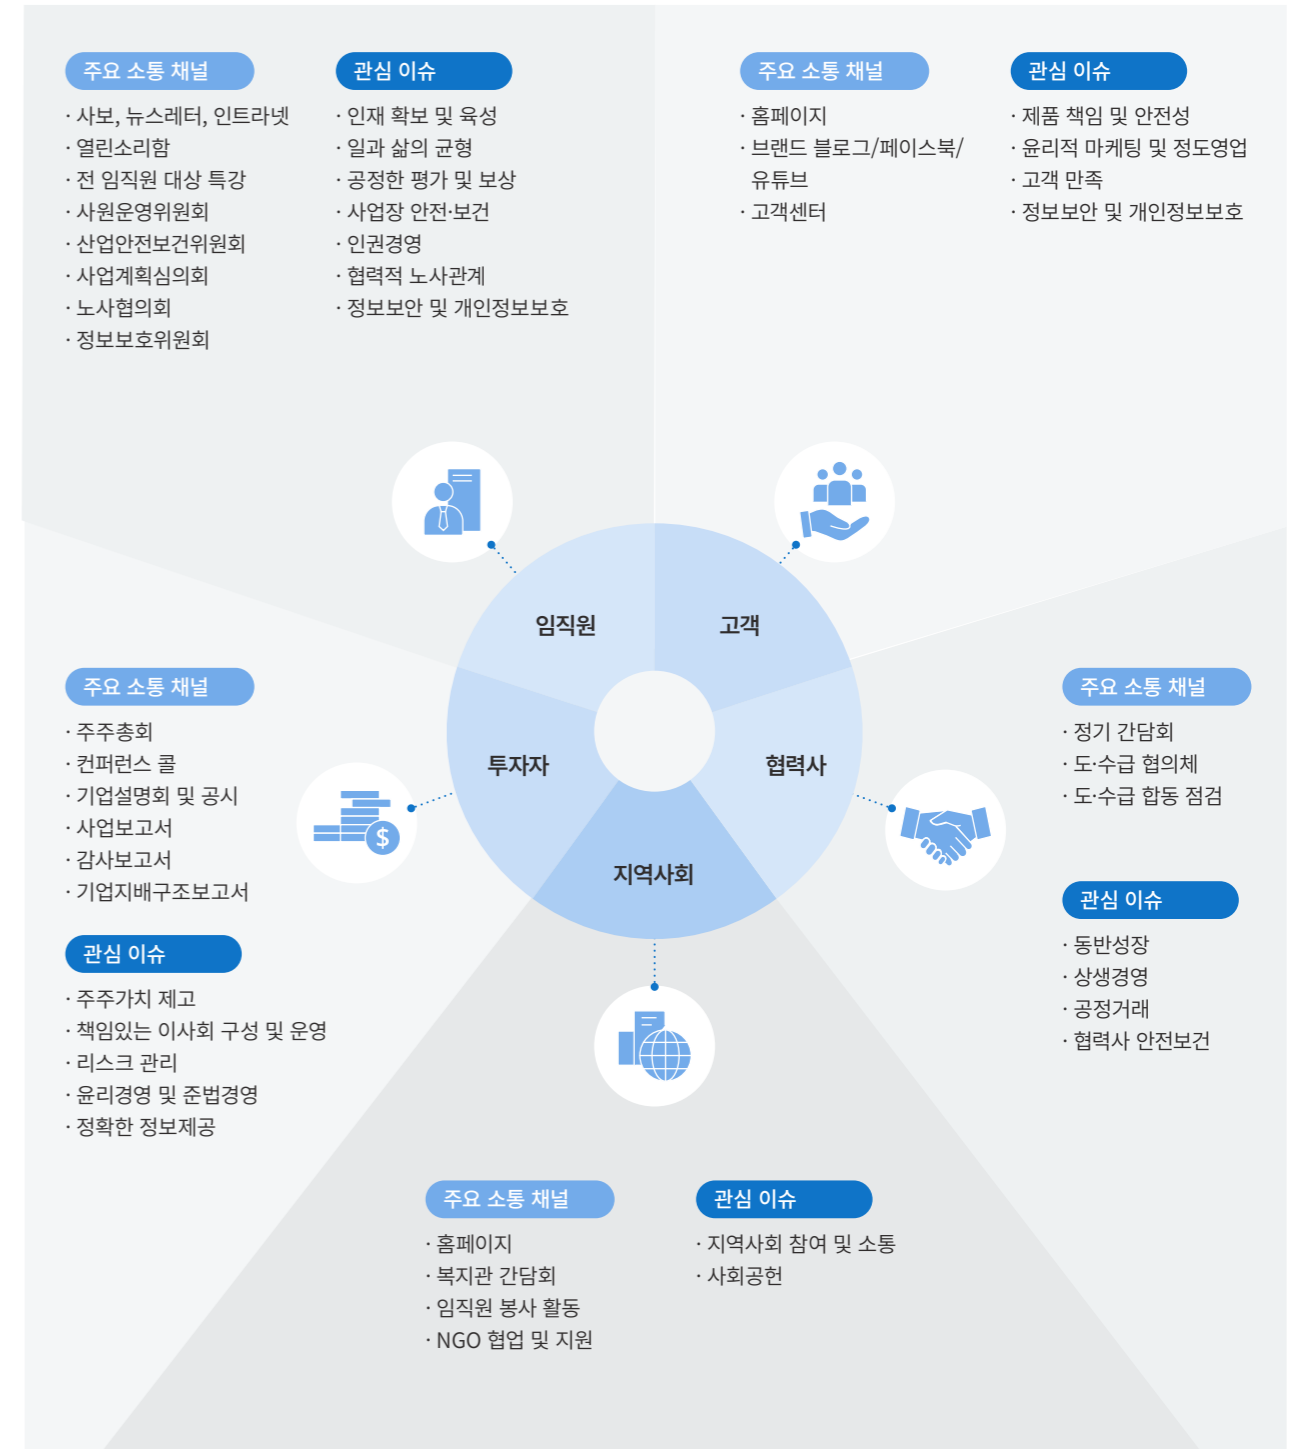 주요 소통 채널
· 사보, 뉴스레터, 인트라넷
· 열린소리함
· 전 임직원 대상 특강
· 사원운영위원회
· 산업안전보건위원회
· 사업계획심의회
· 노사협의회
· 정보보호위원회
관심 이슈
· 인재 확보 및 육성
· 일과 삶의 균형
· 공정한 평가 및 보상
· 사업장 안전·보건
· 인권경영
· 협력적 노사관계
· 정보보안 및 개인정보보호
주요 소통 채널
· 홈페이지
· 브랜드 블로그/페이스북/
유튜브
· 고객센터
관심 이슈
· 제품 책임 및 안전성
· 윤리적 마케팅 및 정도영업
· 고객 만족
· 정보보안 및 개인정보보호
임직원
고객
투자자
협력사
지역사회
$
주요 소통 채널
· 주주총회
· 컨퍼런스 콜
· 기업설명회 및 공시
· 사업보고서
· 감사보고서
· 기업지배구조보고서
관심 이슈
· 주주가치 제고
· 책임있는 이사회 구성 및 운영
· 리스크 관리
· 윤리경영 및 준법경영
· 정확한 정보제공
주요 소통 채널
· 정기 간담회
· 도·수급 협의체
· 도·수급 합동 점검
관심 이슈
· 동반성장
· 상생경영
· 공정거래
· 협력사 안전보건
주요 소통 채널
· 홈페이지
· 복지관 간담회
· 임직원 봉사 활동
· NGO 협업 및 지원
관심 이슈
· 지역사회 참여 및 소통
· 사회공헌